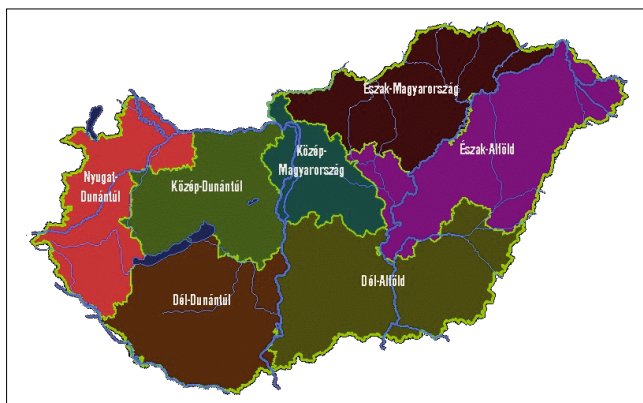 Észak-Magyarország
Észak-Alföld
Közép-
Magyarország
Nyugat-
Dunántúl
Közép-Dunántúl
Dél-Alföld
Dél-Dunántúl